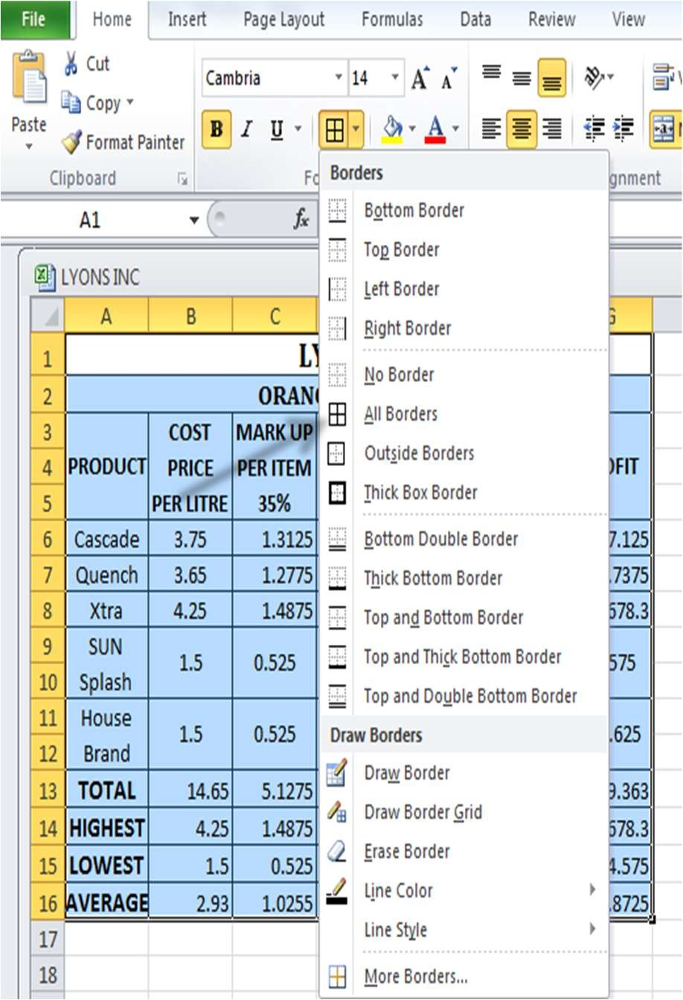 File Home Insert Page Layout Formulas Data Review View
Cut
Cambria 14
Copy
Paste
Format Painter
B I U
Clipboard
A1 fx
Borders
Bottom Border
Top Border
Left Border
Right Border
No Border
All Borders
Outside Borders
Thick Box Border
Bottom Double Border
Thick Bottom Border
Top and Bottom Border
Top and Thick Bottom Border
Top and Double Bottom Border
Draw Borders
Draw Border
Draw Border Grid
Erase Border
Line Color
Line Style
More Borders...
LYONS INC
A B C G
1 LY
2 ORANG
3 COST MARK UP
4 PRODUCT PRICE PER ITEM OFIT
5 PER LITRE 35%
6 Cascade 3.75 1.3125 7.125
7 Quench 3.65 1.2775 .7375
8 Xtra 4.25 1.4875 678.3
9 SUN
1.5 0.525 575
10 Splash
11 House
1.5 0.525 .625
12 Brand
13 TOTAL 14.65 5.1275 9.363
14 HIGHEST 4.25 1.4875 678.3
15 LOWEST 1.5 0.525 4.575
16 AVERAGE 2.93 1.0255 .8725
17
18